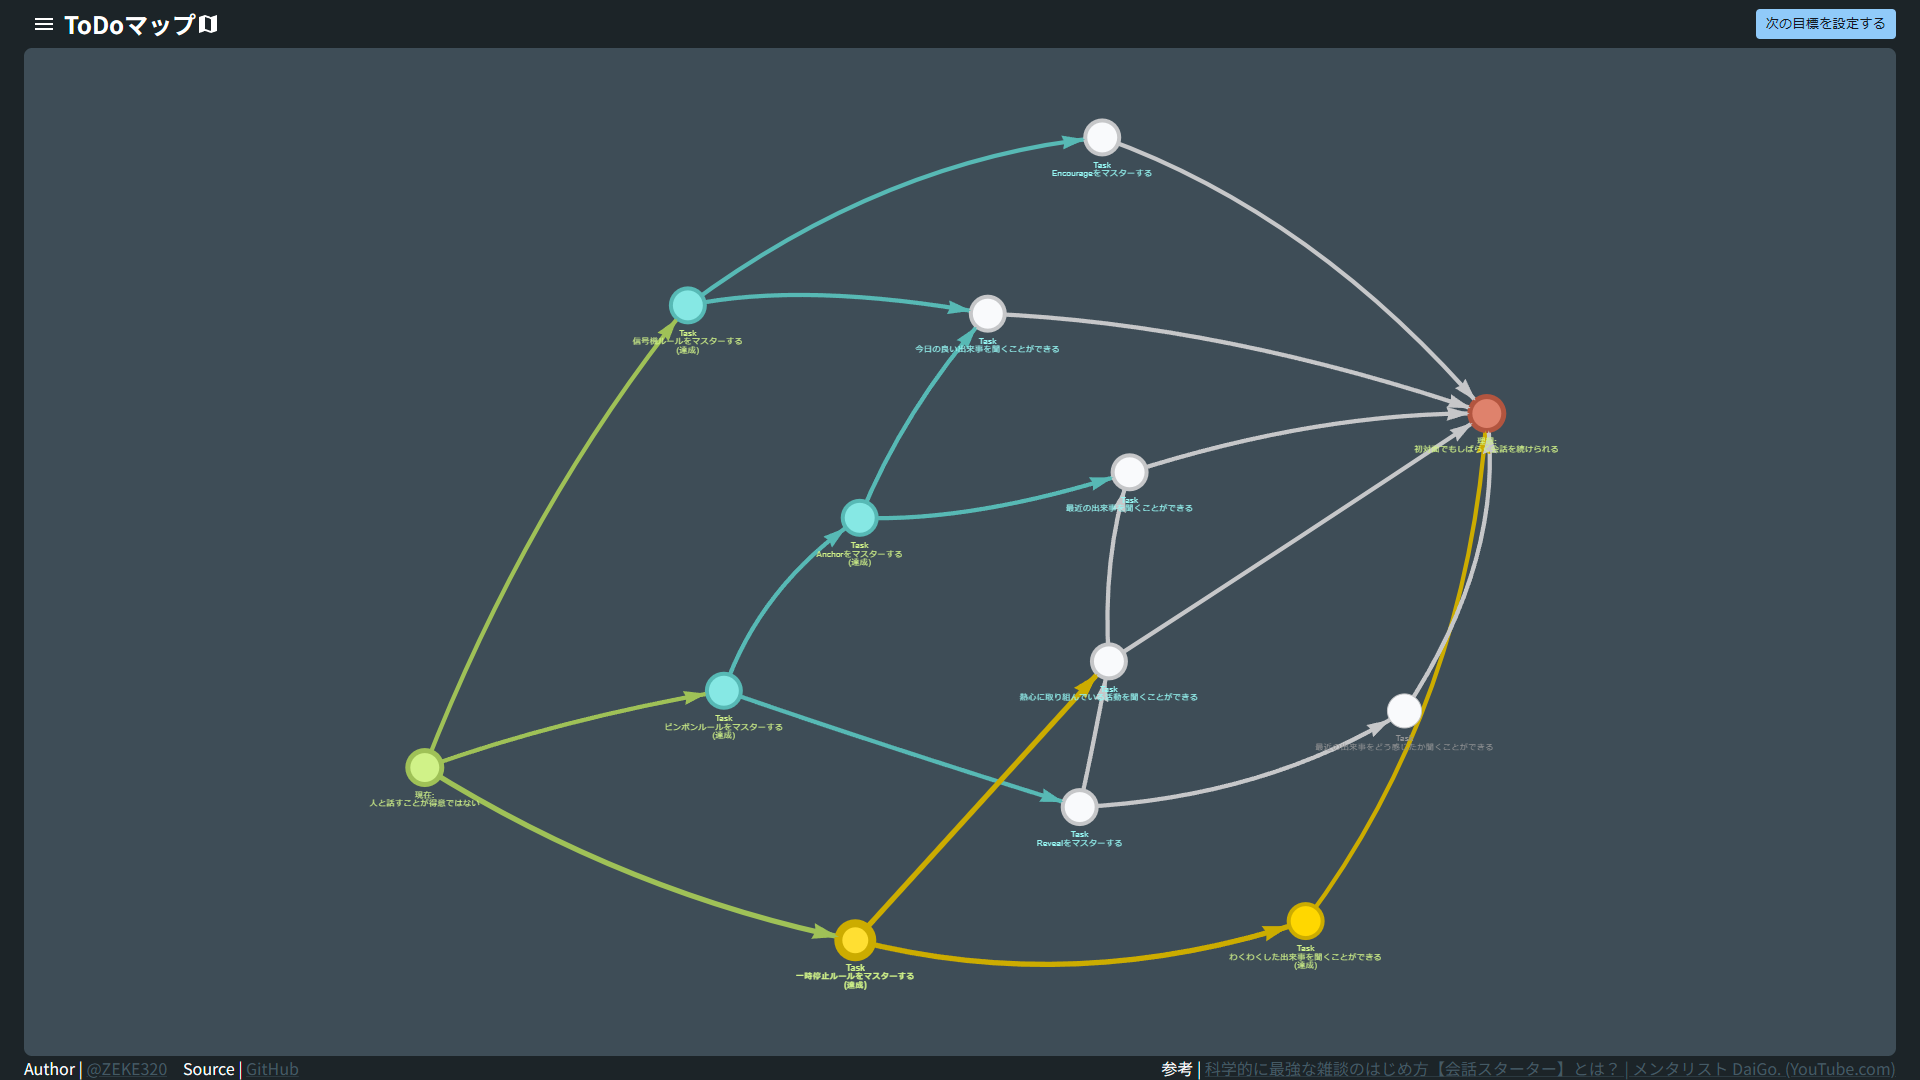 ToDoマップ
次の目標を設定する
Task
Encourageをマスターする
Task
信号機ルールをマスターする
(達成)
Task
今日の良い出来事を聞くことができる
理想:
初対面でもしばらく会話を続けられる
Task
最近の出来事を聞くことができる
Task
Anchorをマスターする
(達成)
Task
熱心に取り組んでいる活動を聞くことができる
Task
ピンポンルールをマスターする
(達成)
Task
最近の出来事をどう感じたか聞くことができる
現在:
人と話すことが得意ではない
Task
Revealをマスターする
Task
わくわくした出来事を聞くことができる
(達成)
Task
一時停止ルールをマスターする
(達成)
Author | @ZEKE320 Source | GitHub
参考 | 科学的に最強な雑談のはじめ方【会話スターター】とは？ | メンタリスト DaiGo. (YouTube.com)